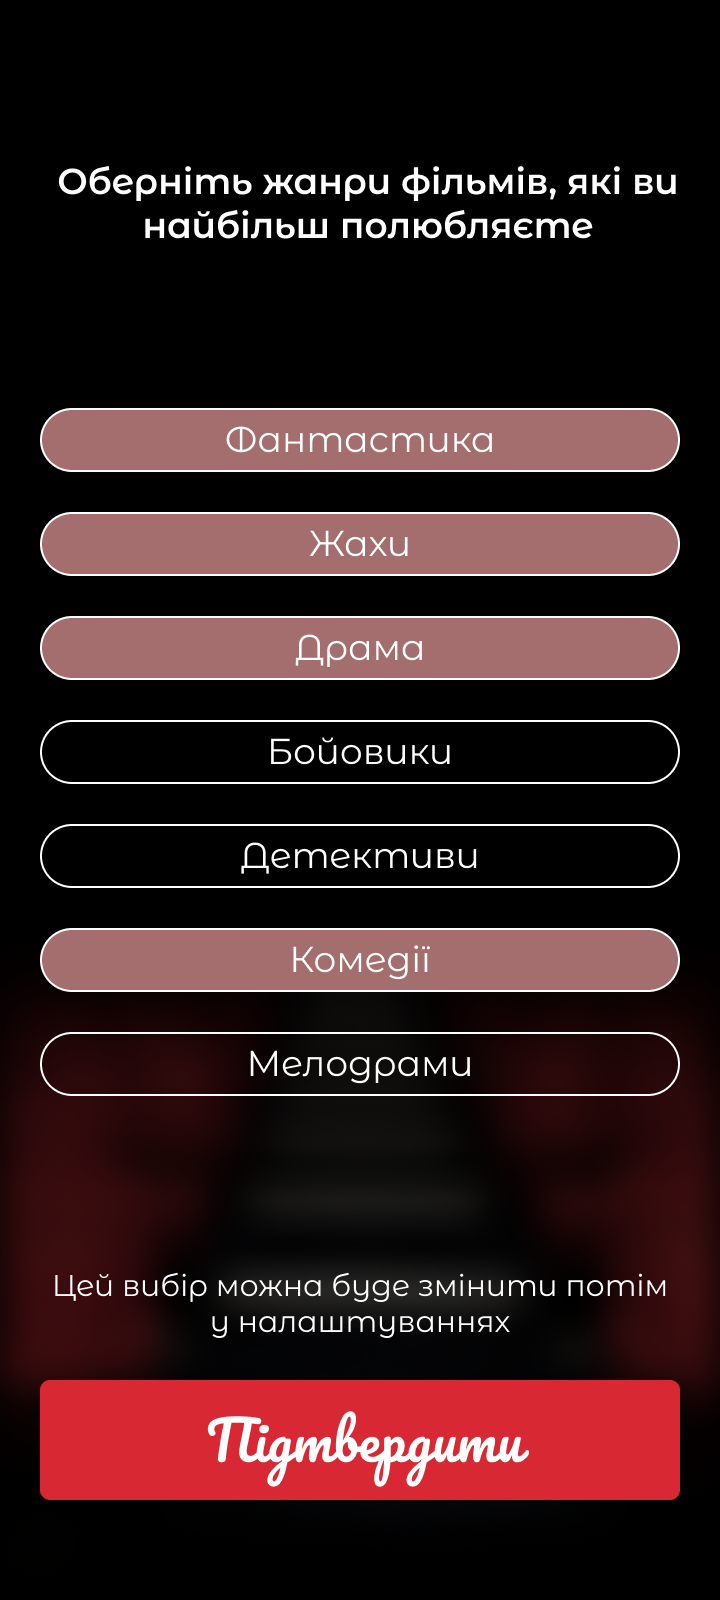 Оберніть жанри фільмів, які ви
найбільш полюбляєте
Фантастика
Жахи
Драма
Бойовики
Детективи
Комедії
Мелодрами
Цей вибір можна буде змінити потім
у налаштуваннях
Підтвердити